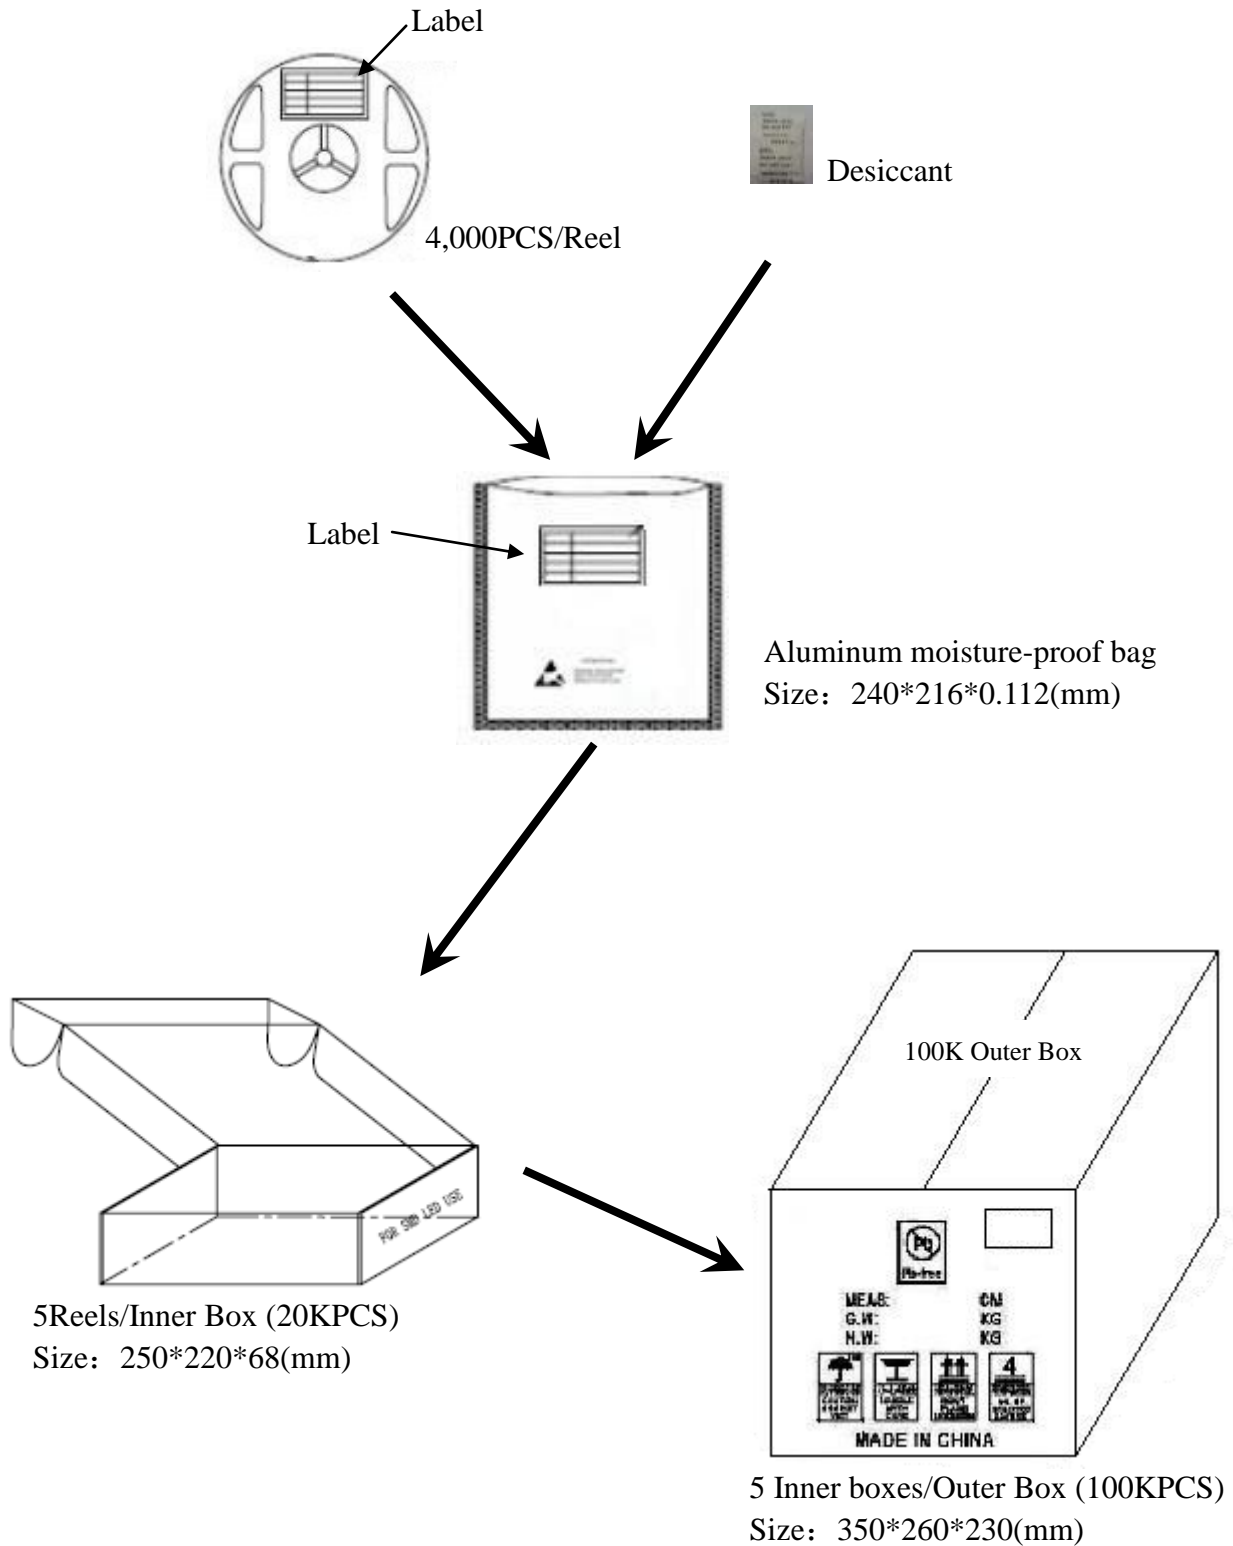 Label
Desiccant
4,000PCS/Reel
Label
Aluminum moisture-proof bag
Size：240*216*0.112(mm)
100K Outer Box
FOR SMD LED USE
5Reels/Inner Box (20KPCS)
Size：250*220*68(mm)
Pb
Pb-free
MEAS: CM
G.W: KG
N.W: KG
4
MADE IN CHINA
5 Inner boxes/Outer Box (100KPCS)
Size：350*260*230(mm)